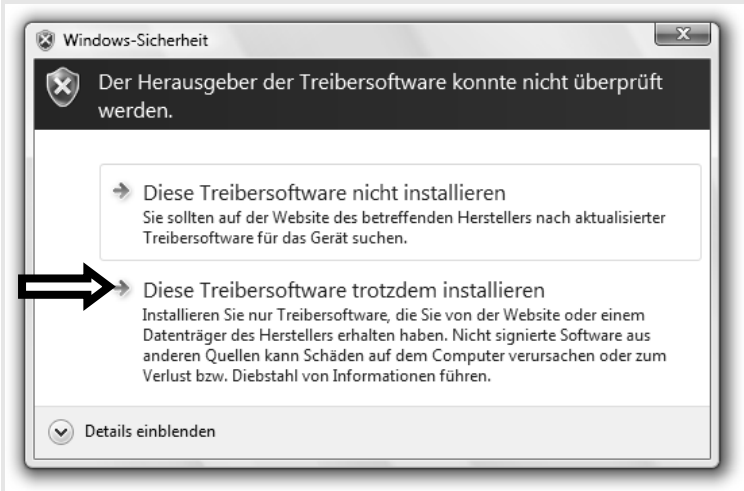 Windows-Sicherheit
Der Herausgeber der Treibersoftware konnte nicht überprüft
werden.
Diese Treibersoftware nicht installieren
Sie sollten auf der Website des betreffenden Herstellers nach aktualisierter
Treibersoftware für das Gerät suchen.
Diese Treibersoftware trotzdem installieren
Installieren Sie nur Treibersoftware, die Sie von der Website oder einem
Datenträger des Herstellers erhalten haben. Nicht signierte Software aus
anderen Quellen kann Schäden auf dem Computer verursachen oder zum
Verlust bzw. Diebstahl von Informationen führen.
Details einblenden